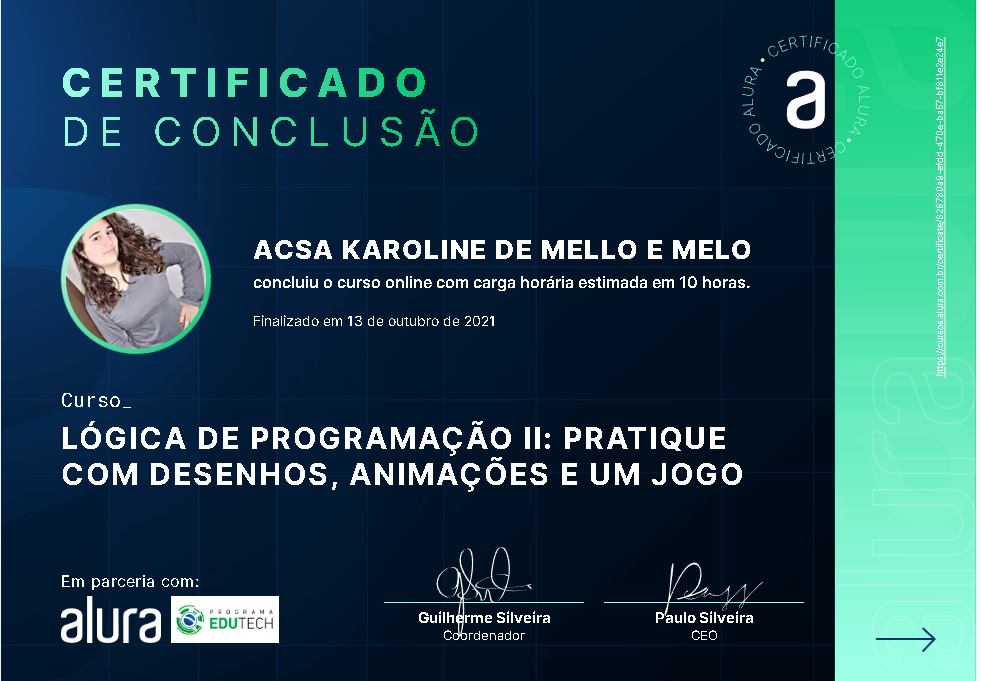 CERTIFICADO
DE CONCLUSÃO
CERTIFICADO ALURA • CERTIFICADO ALURA •
a
ACSA KAROLINE DE MELLO E MELO
concluiu o curso online com carga horária estimada em 10 horas.
Finalizado em 13 de outubro de 2021
Curso_
LÓGICA DE PROGRAMAÇÃO II: PRATIQUE
COM DESENHOS, ANIMAÇÕES E UM JOGO
Em parceria com:
alura
PROGRAMA
EDUTECH
Guilherme Silveira
Coordenador
Paulo Silveira
CEO
alura